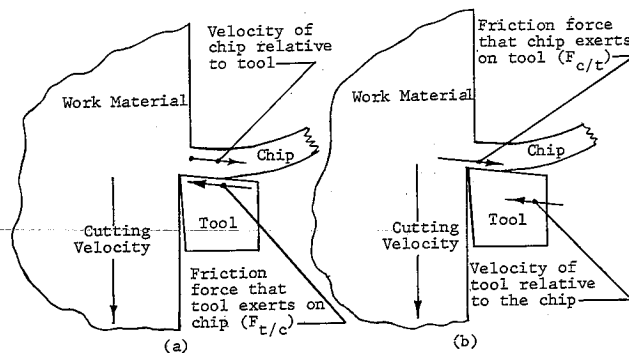 Velocity of
chip relative
to tool
Work Material
Chip
Tool
Cutting
Velocity
Friction
force that
tool exerts on
chip (F_{t/c})
(a)
Friction force
that chip exerts
on tool (F_{c/t})
Work Material
Chip
Tool
Cutting
Velocity
Velocity of
tool relative
to the chip
(b)